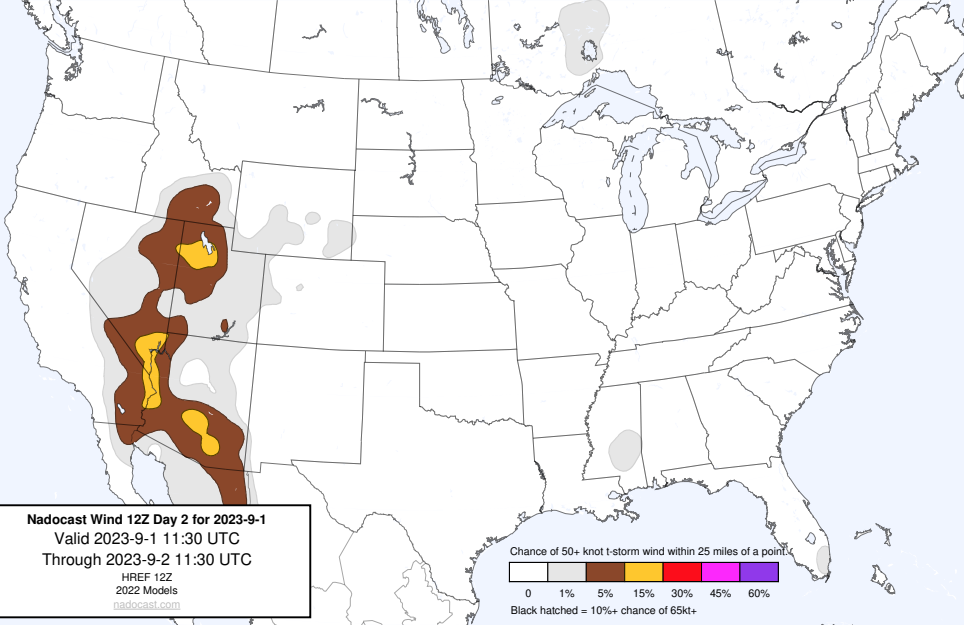 Nadocast Wind 12Z Day 2 for 2023-9-1
Valid 2023-9-1 11:30 UTC
Through 2023-9-2 11:30 UTC
HREF 12Z
2022 Models
nadocast.com
Chance of 50+ knot t-storm wind within 25 miles of a point.
0 1% 5% 15% 30% 45% 60%
Black hatched = 10%+ chance of 65kt+